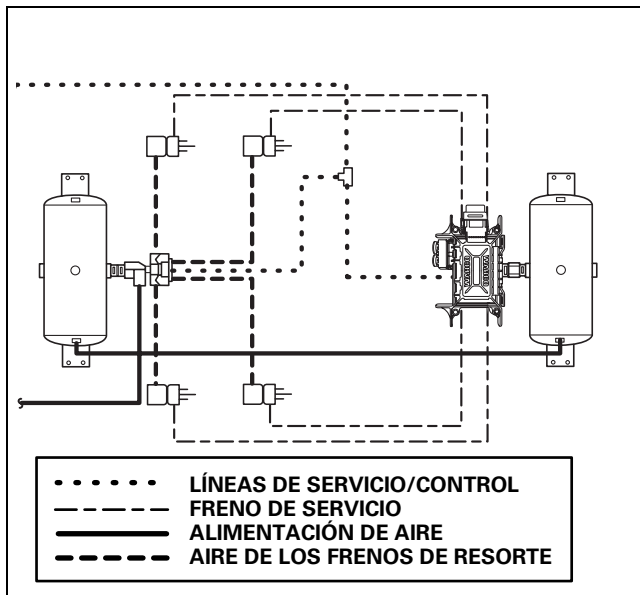 LÍNEAS DE SERVICIO/CONTROL
FRENO DE SERVICIO
ALIMENTACIÓN DE AIRE
AIRE DE LOS FRENOS DE RESORTE